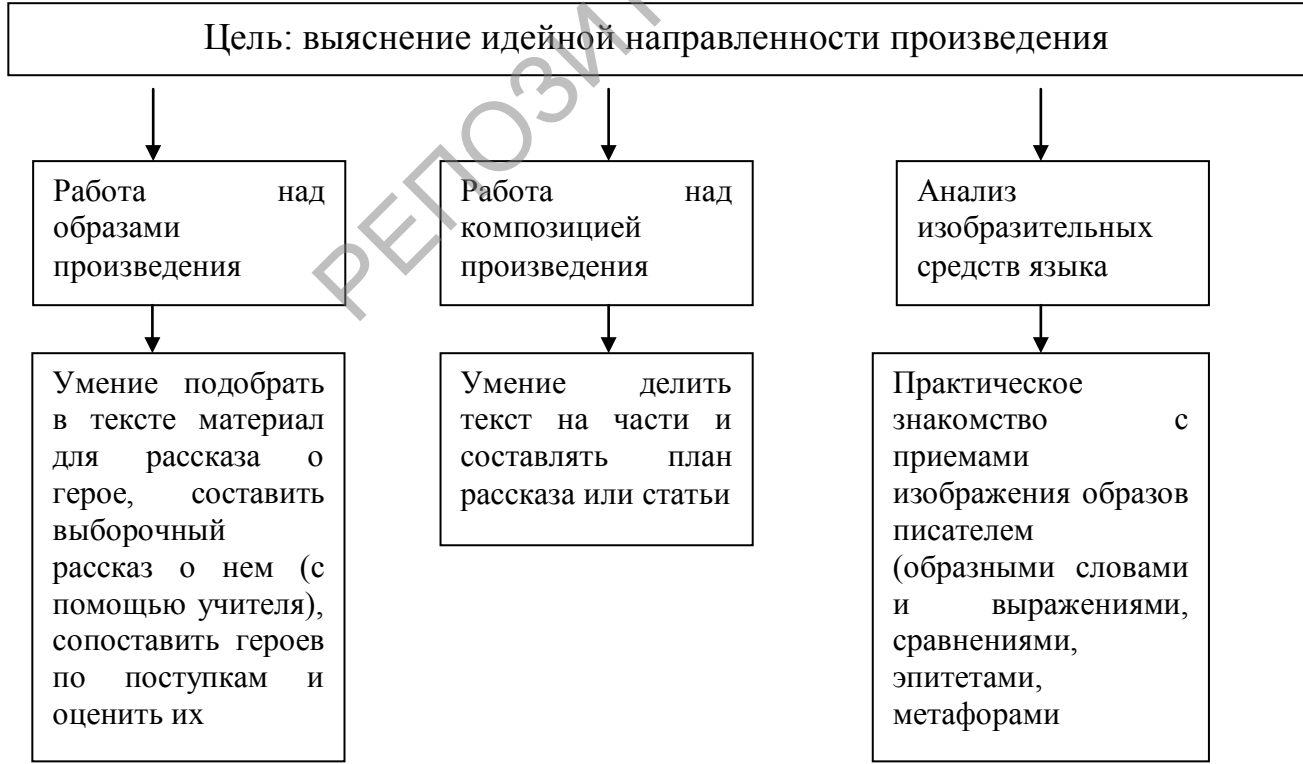 Цель: выяснение идейной направленности произведения
Работа над
образами
произведения
Работа над
композицией
произведения
Анализ
изобразительных
средств языка
Умение подобрать
в тексте материал
для рассказа о
герое, составить
выборочный
рассказ о нем (с
помощью учителя),
сопоставить героев
по поступкам и
оценить их
Умение делить
текст на части и
составлять план
рассказа или статьи
Практическое
знакомство с
приемами
изображения образов
писателем
(образными словами
и выражениями,
сравнениями,
эпитетами,
метафорами